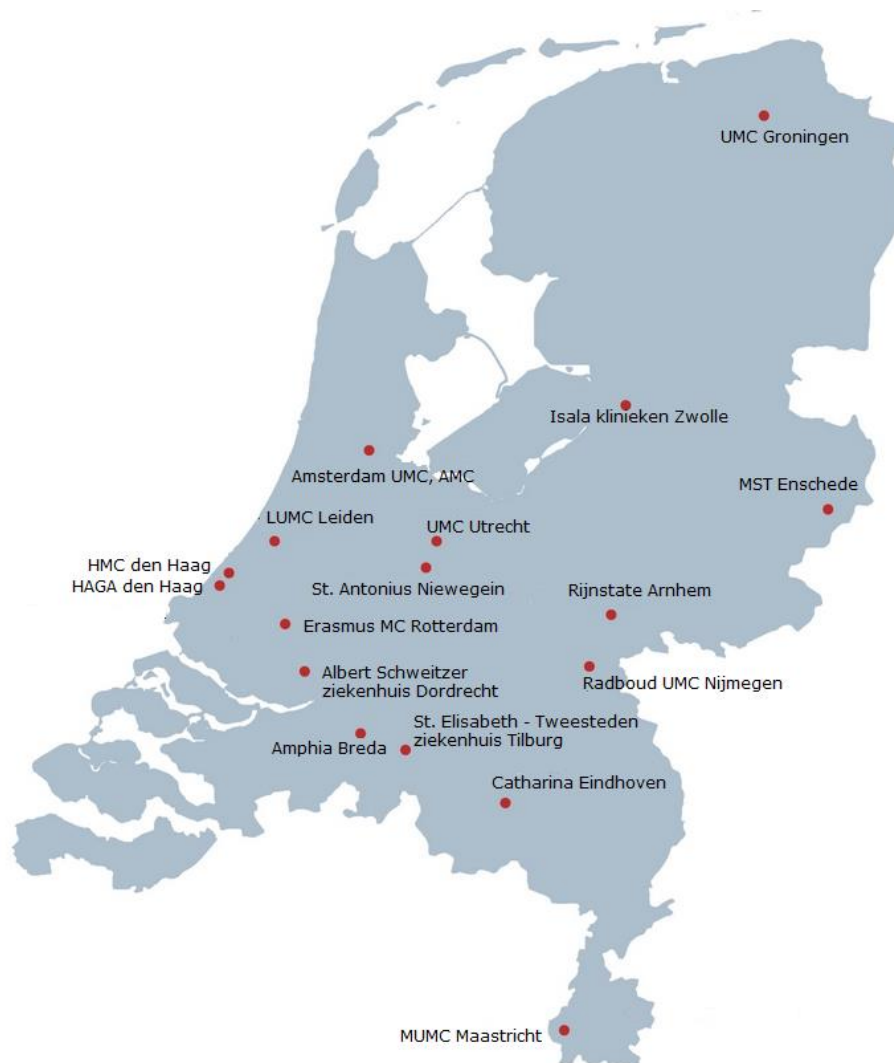 UMC Groningen
Isala klinieken Zwolle
Amsterdam UMC, AMC
MST Enschede
LUMC Leiden
UMC Utrecht
HMC den Haag
HAGA den Haag
St. Antonius Niewegein
Rijnstate Arnhem
Erasmus MC Rotterdam
Albert Schweitzer
ziekenhuis Dordrecht
Radboud UMC Nijmegen
St. Elisabeth - Tweesteden
ziekenhuis Tilburg
Amphia Breda
Catharina Eindhoven
MUMC Maastricht